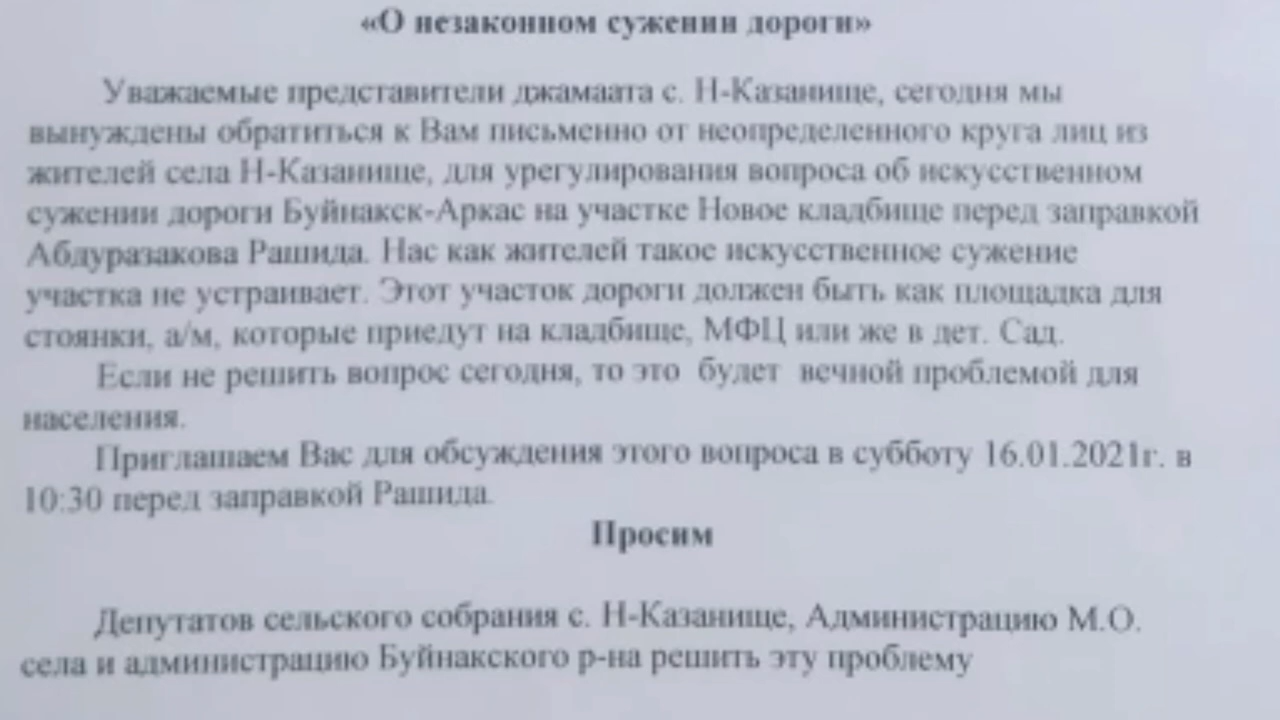 «О незаконном сужении дороги»
Уважаемые представители джамаата с. Н-Казанище, сегодня мы
вынуждены обратиться к Вам письменно от неопределенного круга лиц из
жителей села Н-Казанище, для урегулирования вопроса об искусственном
сужении дороги Буйнакск-Аркас на участке Новое кладбище перед заправкой
Абдуразакова Рашида. Нас как жителей такое искусственное сужение
участка не устраивает. Этот участок дороги должен быть как площадка для
стоянки, а/м, которые приедут на кладбище, МФЦ или же в дет. Сад.
Если не решить вопрос сегодня, то это будет вечной проблемой для
населения.
Приглашаем Вас для обсуждения этого вопроса в субботу 16.01.2021г. в
10:30 перед заправкой Рашида.
Просим
Депутатов сельского собрания с. Н-Казанище, Администрацию М.О.
села и администрацию Буйнакского р-на решить эту проблему